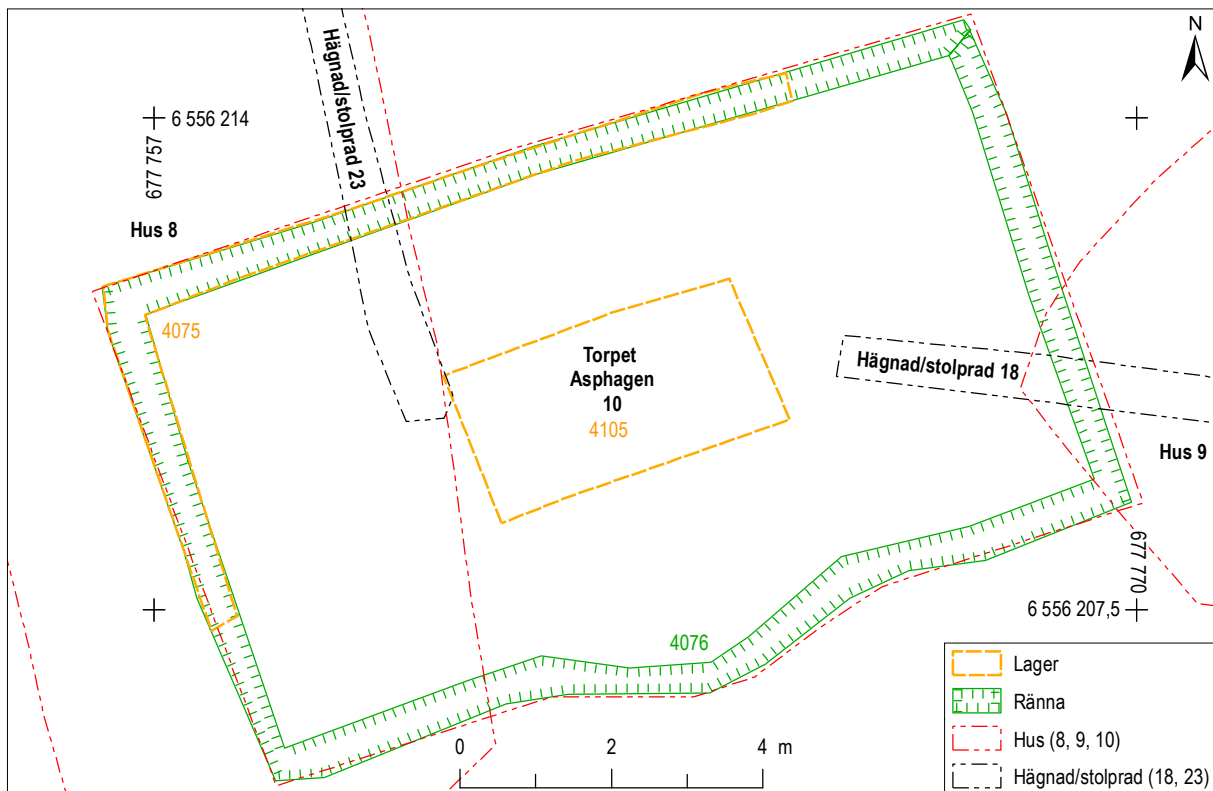 N
Hägnad/stolprad 23
6 556 214
677 757
Hus 8
4075
Torpet
Asphagen
10
4105
Hägnad/stolprad 18
Hus 9
677 770
6 556 207,5
4076
0 2 4 m
Lager
Ränna
Hus (8, 9, 10)
Hägnad/stolprad (18, 23)